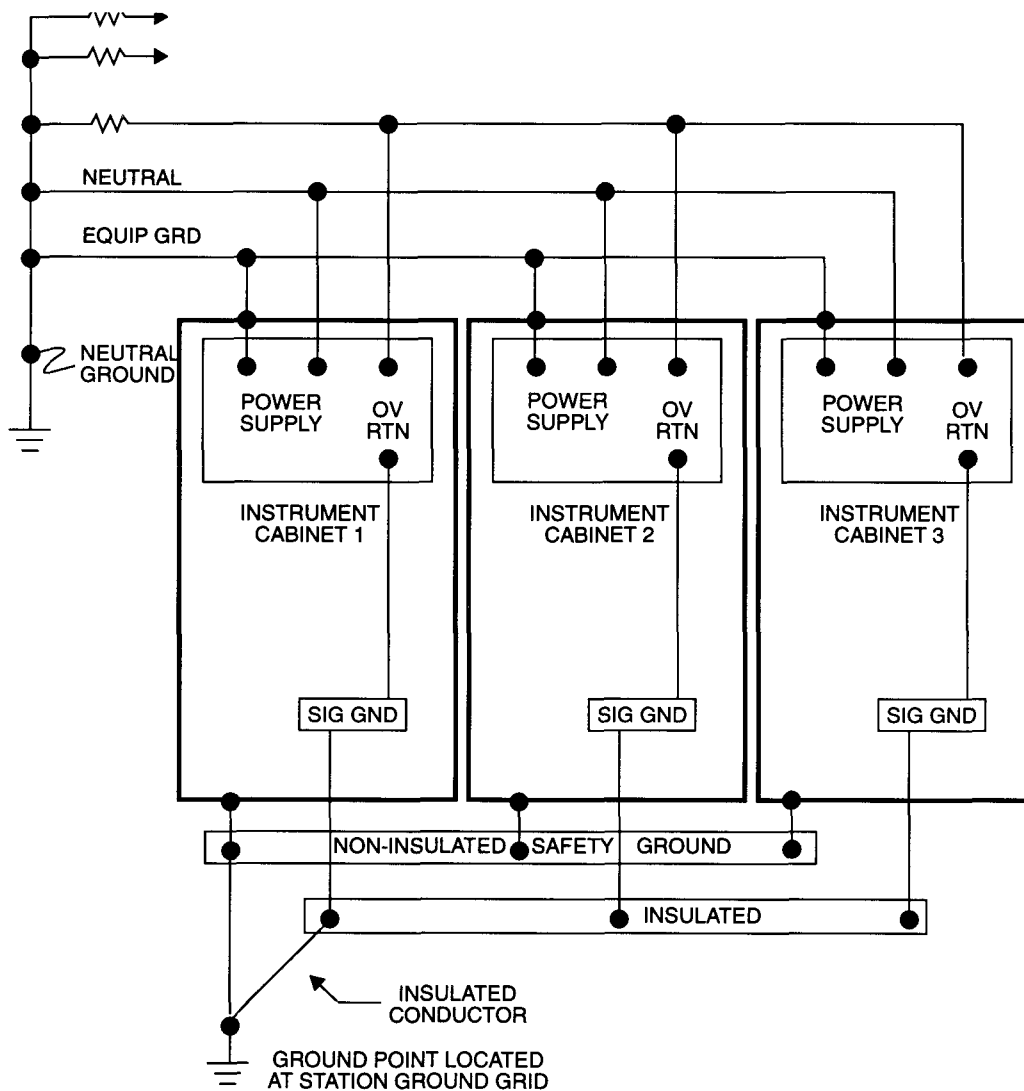 NEUTRAL
EQUIP GRD
NEUTRAL
GROUND
POWER
SUPPLY
OV
RTN
POWER
SUPPLY
OV
RTN
POWER
SUPPLY
OV
RTN
INSTRUMENT
CABINET 1
INSTRUMENT
CABINET 2
INSTRUMENT
CABINET 3
SIG GND
SIG GND
SIG GND
NON-INSULATED SAFETY GROUND
INSULATED
INSULATED
CONDUCTOR
GROUND POINT LOCATED
AT STATION GROUND GRID